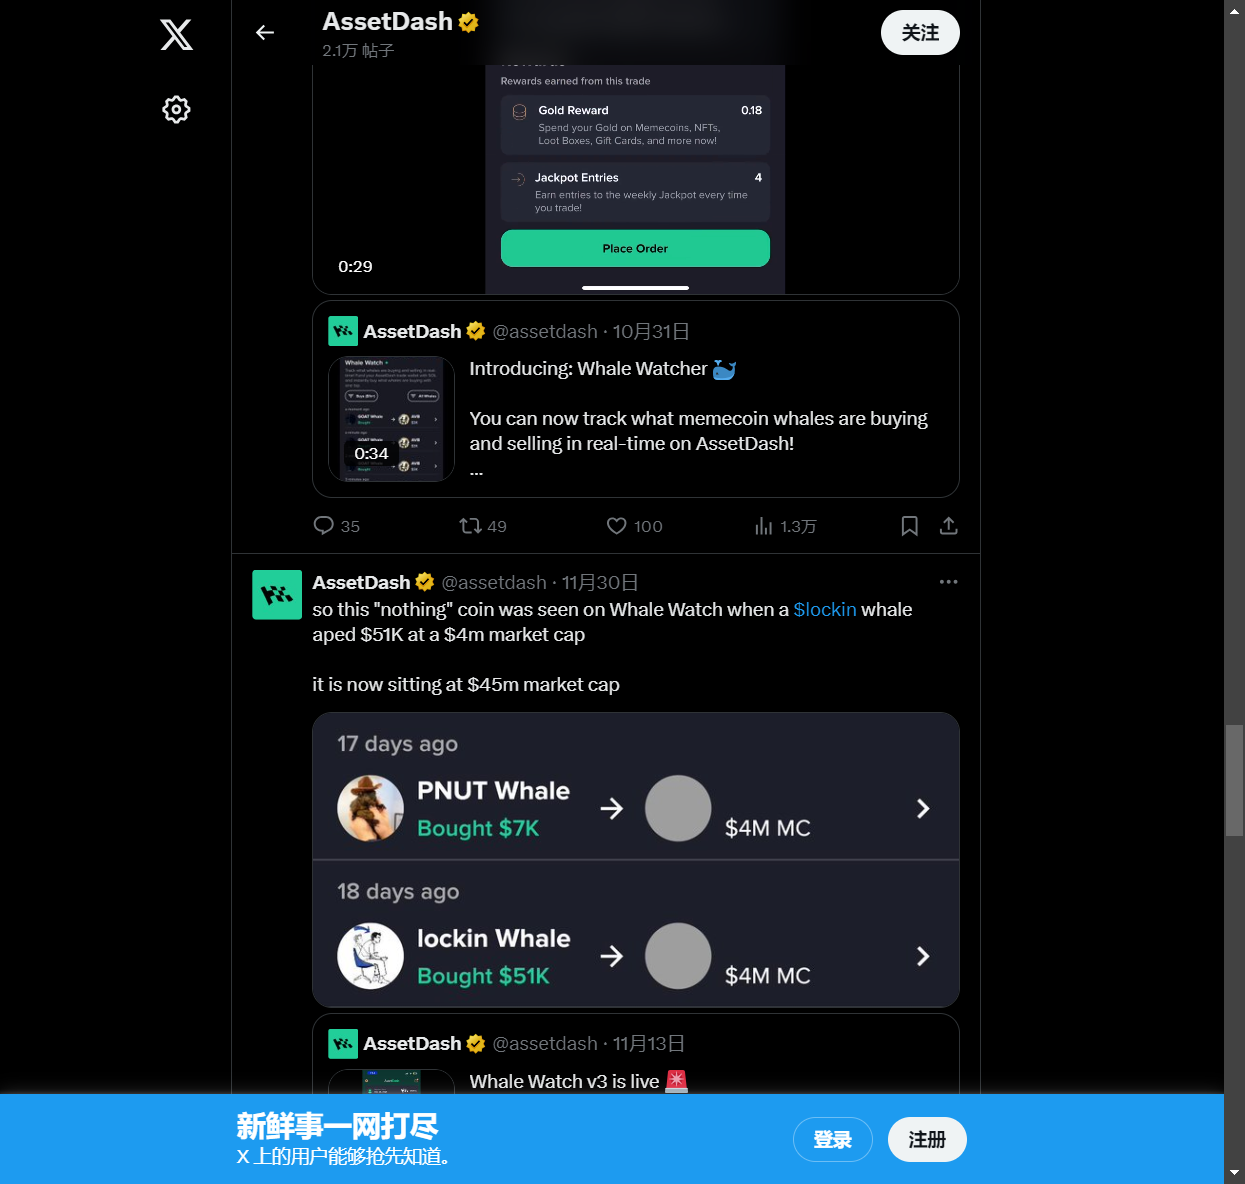 AssetDash
2.1万 帖子
关注
Rewards earned from this trade
Gold Reward 0.18
Spend your Gold on Memecoins, NFTs,
Loot Boxes, Gift Cards, and more now!
Jackpot Entries 4
Earn entries to the weekly Jackpot every time
you trade!
Place Order
0:29
AssetDash @assetdash · 10月31日
Whale Watch
0:34
Introducing: Whale Watcher
You can now track what memecoin whales are buying
and selling in real-time on AssetDash!
...
35 49 100 1.3万
AssetDash @assetdash · 11月30日
so this "nothing" coin was seen on Whale Watch when a $lockin whale
aped $51K at a $4m market cap
it is now sitting at $45m market cap
17 days ago
PNUT Whale
Bought $7K
$4M MC
18 days ago
lockin Whale
Bought $51K
$4M MC
AssetDash @assetdash · 11月13日
Whale Watch v3 is live
新鲜事一网打尽
X 上的用户能够抢先知道。
登录
注册